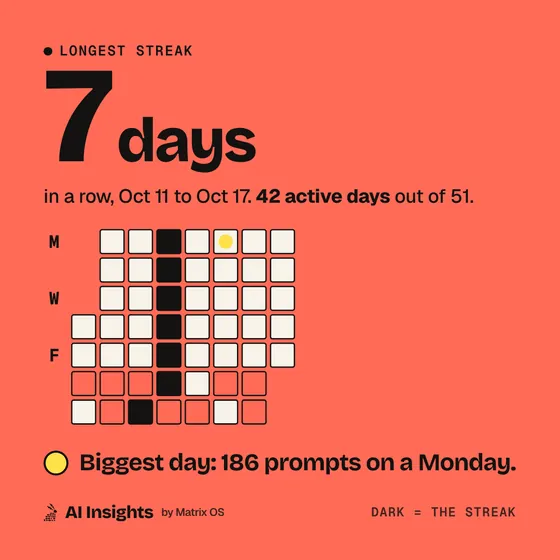 LONGEST STREAK
7 days
in a row, Oct 11 to Oct 17. 42 active days out of 51.
M
W
F
Biggest day: 186 prompts on a Monday.
AI Insights by Matrix OS
DARK = THE STREAK